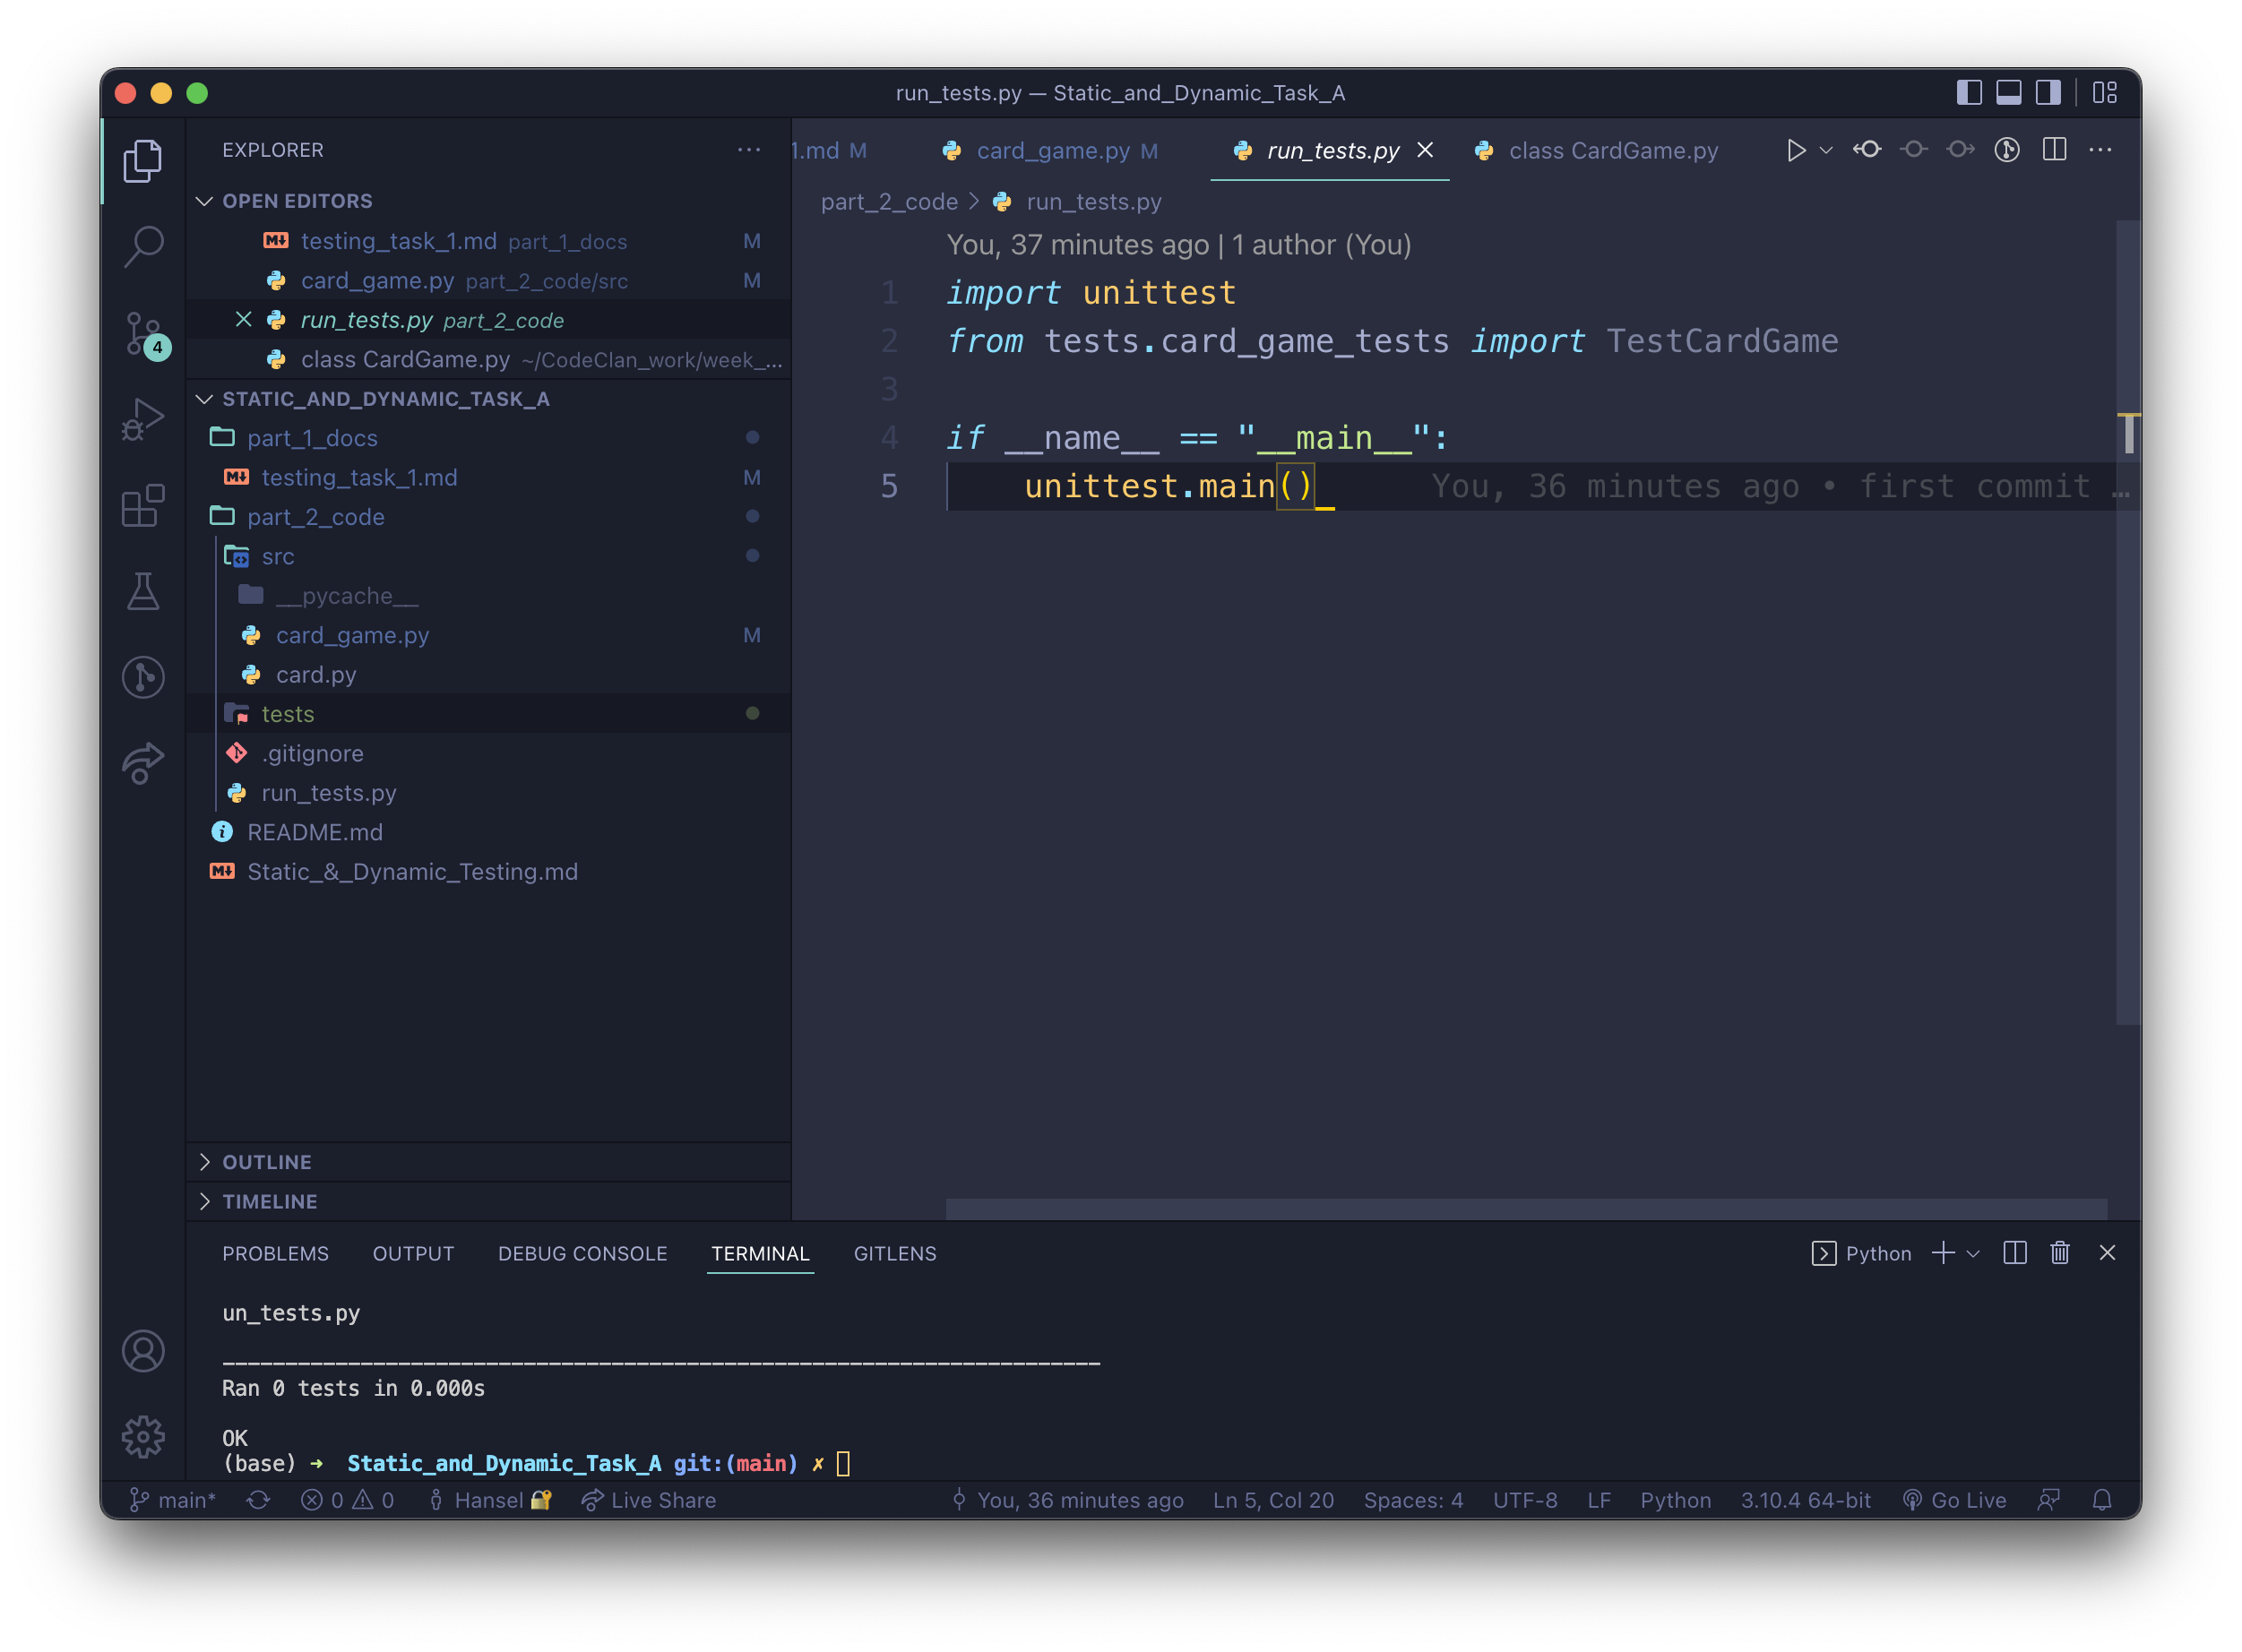 run_tests.py — Static_and_Dynamic_Task_A
EXPLORER
OPEN EDITORS
testing_task_1.md part_1_docs M
card_game.py part_2_code/src M
run_tests.py part_2_code
class CardGame.py ~/CodeClan_work/week_...
STATIC_AND_DYNAMIC_TASK_A
part_1_docs
testing_task_1.md M
part_2_code
src
__pycache__
card_game.py M
card.py
tests
.gitignore
run_tests.py
README.md
Static_&_Dynamic_Testing.md
OUTLINE
TIMELINE
4
1.md M
card_game.py M
run_tests.py
class CardGame.py
part_2_code > run_tests.py
You, 37 minutes ago | 1 author (You)
1 import unittest
2 from tests.card_game_tests import TestCardGame
3
4 if __name__ == "__main__":
5 unittest.main() You, 36 minutes ago • first commit …
PROBLEMS OUTPUT DEBUG CONSOLE TERMINAL GITLENS
Python
un_tests.py
----------------------------------------------------------------------
Ran 0 tests in 0.000s
OK
(base) ➜ Static_and_Dynamic_Task_A git:(main) ✗
main* 0 0 Hansel 🔐 Live Share You, 36 minutes ago Ln 5, Col 20 Spaces: 4 UTF-8 LF Python 3.10.4 64-bit Go Live